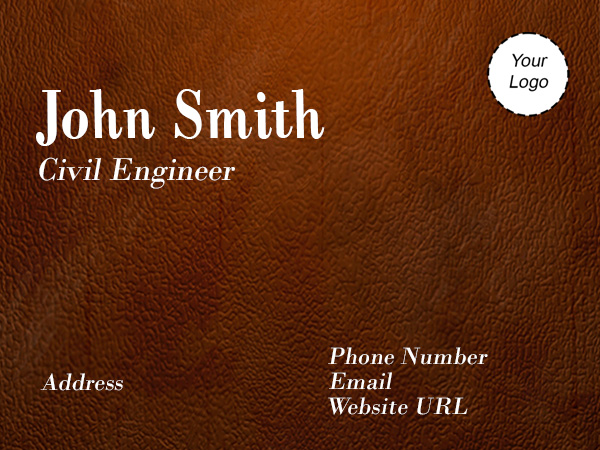 Your
Logo
John Smith
Civil Engineer
Address
Phone Number
Email
Website URL